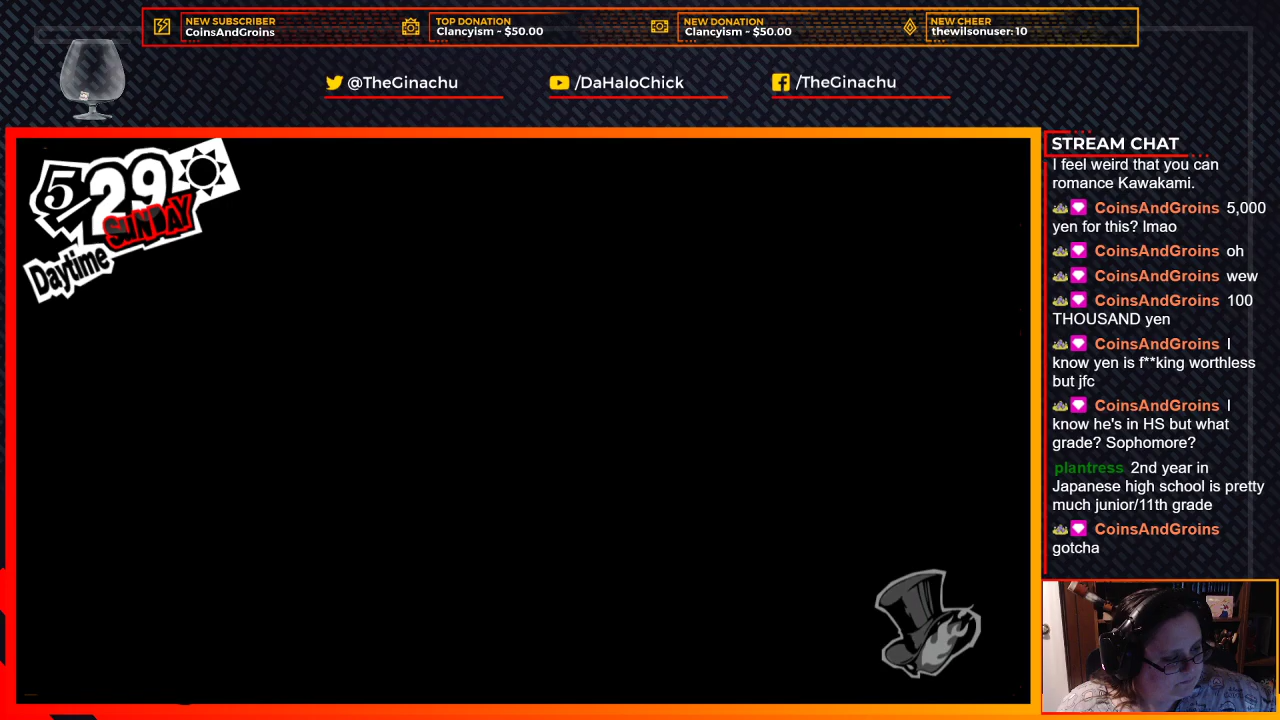 NEW SUBSCRIBER
CoinsAndGroins
TOP DONATION
Clancyism ~ $50.00
NEW DONATION
Clancyism ~ $50.00
NEW CHEER
thewilsonuser: 10
@TheGinachu
/DaHaloChick
/TheGinachu
5/29
SUNDAY
Daytime
STREAM CHAT
I feel weird that you can
romance Kawakami.
CoinsAndGroins 5,000
yen for this? lmao
CoinsAndGroins oh
CoinsAndGroins wew
CoinsAndGroins 100
THOUSAND yen
CoinsAndGroins I
know yen is f**king worthless
but jfc
CoinsAndGroins I
know he's in HS but what
grade? Sophomore?
plantress 2nd year in
Japanese high school is pretty
much junior/11th grade
CoinsAndGroins
gotcha